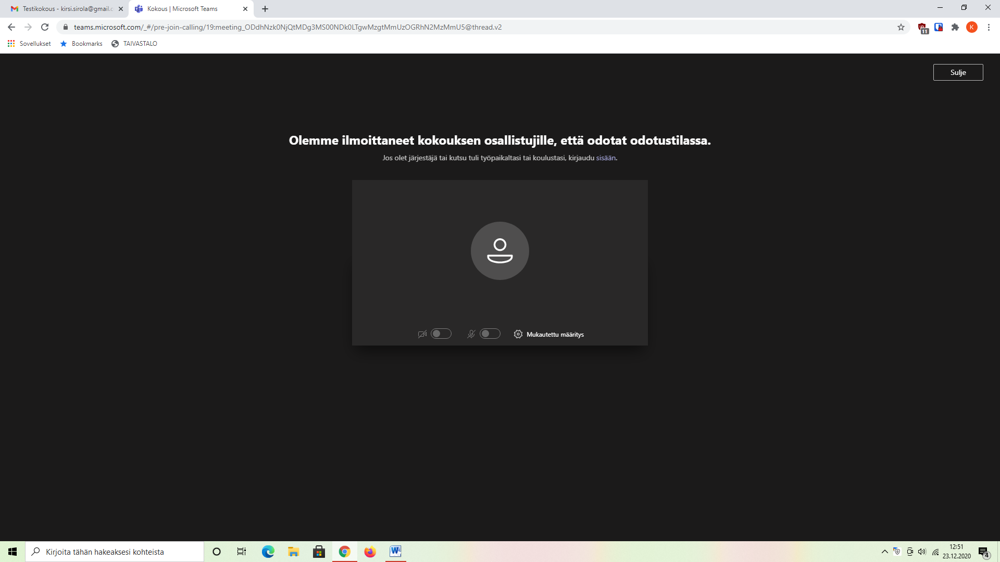 Testikokous - kirsi.sirola@gmail.c
Kokous | Microsoft Teams
teams.microsoft.com/_#/pre-join-calling/19:meeting_ODdhNzk0NjQtMDg3MS00NDk0LTgwMzgtMmUzOGRhN2MzMmU5@thread.v2
11
K
Sovellukset
Bookmarks
TAIVASTALO
Sulje
Olemme ilmoittaneet kokouksen osallistujille, että odotat odotustilassa.
Jos olet järjestäjä tai kutsu tuli työpaikaltasi tai koulustasi, kirjaudu sisään.
Mukautettu määritys
Kirjoita tähän hakeaksesi kohteista
W
12:51
23.12.2020
4